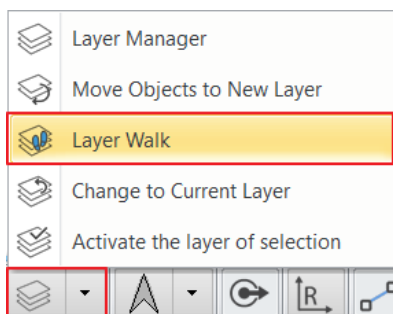 Layer Manager
Move Objects to New Layer
Layer Walk
Change to Current Layer
Activate the layer of selection
R